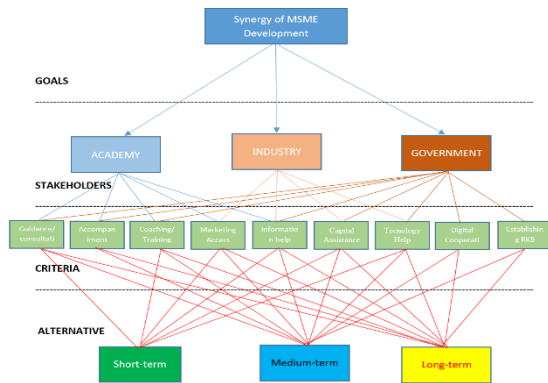 Synergy of MSME
Development
GOALS
ACADEMY
INDUSTRY
GOVERNMENT
STAKEHOLDERS
Guidance/
consultati
Accompan
iment
Coaching/
Training
Marketing
Access
Informatio
n help
Capital
Assistance
Tecnology
Help
Digital
Cooperati
Establishin
g RKB
CRITERIA
ALTERNATIVE
Short-term
Medium-term
Long-term